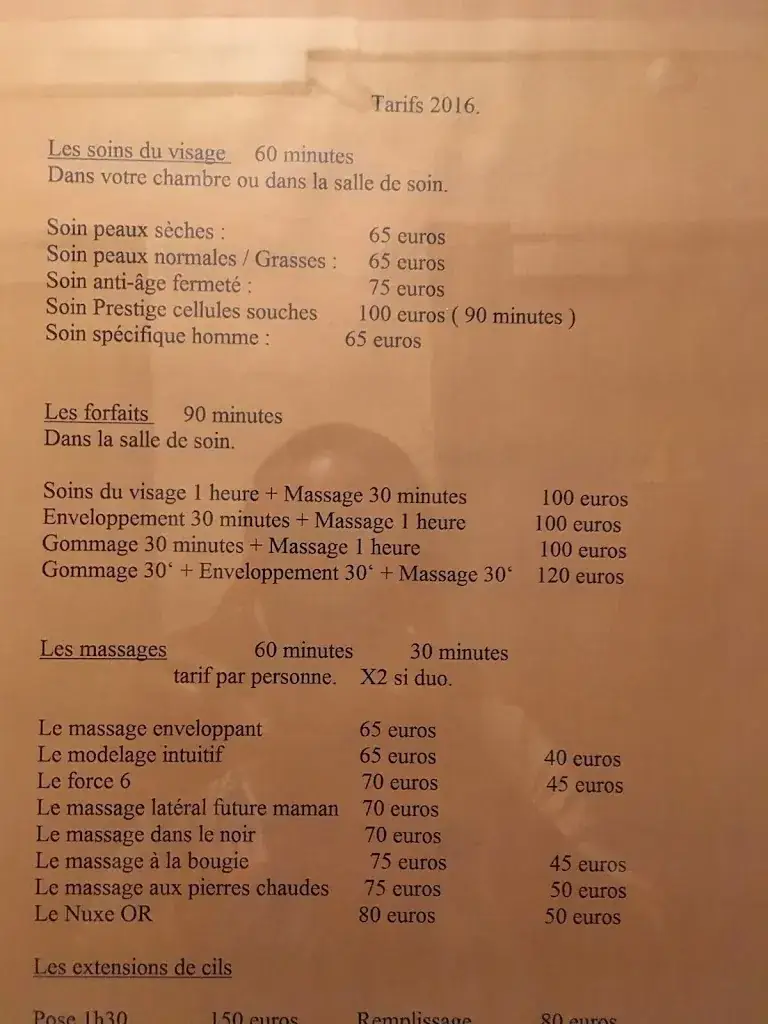 Tarifs 2016.
Les soins du visage 60 minutes
Dans votre chambre ou dans la salle de soin.
Soin peaux sèches : 65 euros
Soin peaux normales / Grasses : 65 euros
Soin anti-âge fermeté : 75 euros
Soin Prestige cellules souches 100 euros ( 90 minutes )
Soin spécifique homme : 65 euros
Les forfaits 90 minutes
Dans la salle de soin.
Soins du visage 1 heure + Massage 30 minutes 100 euros
Enveloppement 30 minutes + Massage 1 heure 100 euros
Gommage 30 minutes + Massage 1 heure 100 euros
Gommage 30‘ + Enveloppement 30‘ + Massage 30‘ 120 euros
Les massages 60 minutes 30 minutes
tarif par personne. X2 si duo.
Le massage enveloppant 65 euros
Le modelage intuitif 65 euros 40 euros
Le force 6 70 euros 45 euros
Le massage latéral future maman 70 euros
Le massage dans le noir 70 euros
Le massage à la bougie 75 euros 45 euros
Le massage aux pierres chaudes 75 euros 50 euros
Le Nuxe OR 80 euros 50 euros
Les extensions de cils
Pose 1h30 150 euros Remplissage 80 euros